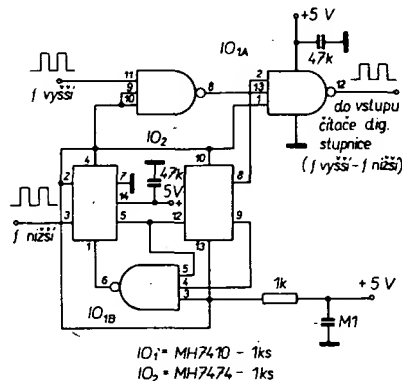 +5 V
IO1A
47k
11
9
10
8
2
13
1
12
f vyšší
do vstupu
čítače dig.
stupnice
(f vyšší - f nižší)
IO2
4
10
47k
2
7
14
5V
+
8
3
5
12
9
f nižší
1
13
6
5
4
3
IO1B
1k
+5 V
M1
IO1 = MH7410 - 1ks
IO2 = MH7474 - 1ks